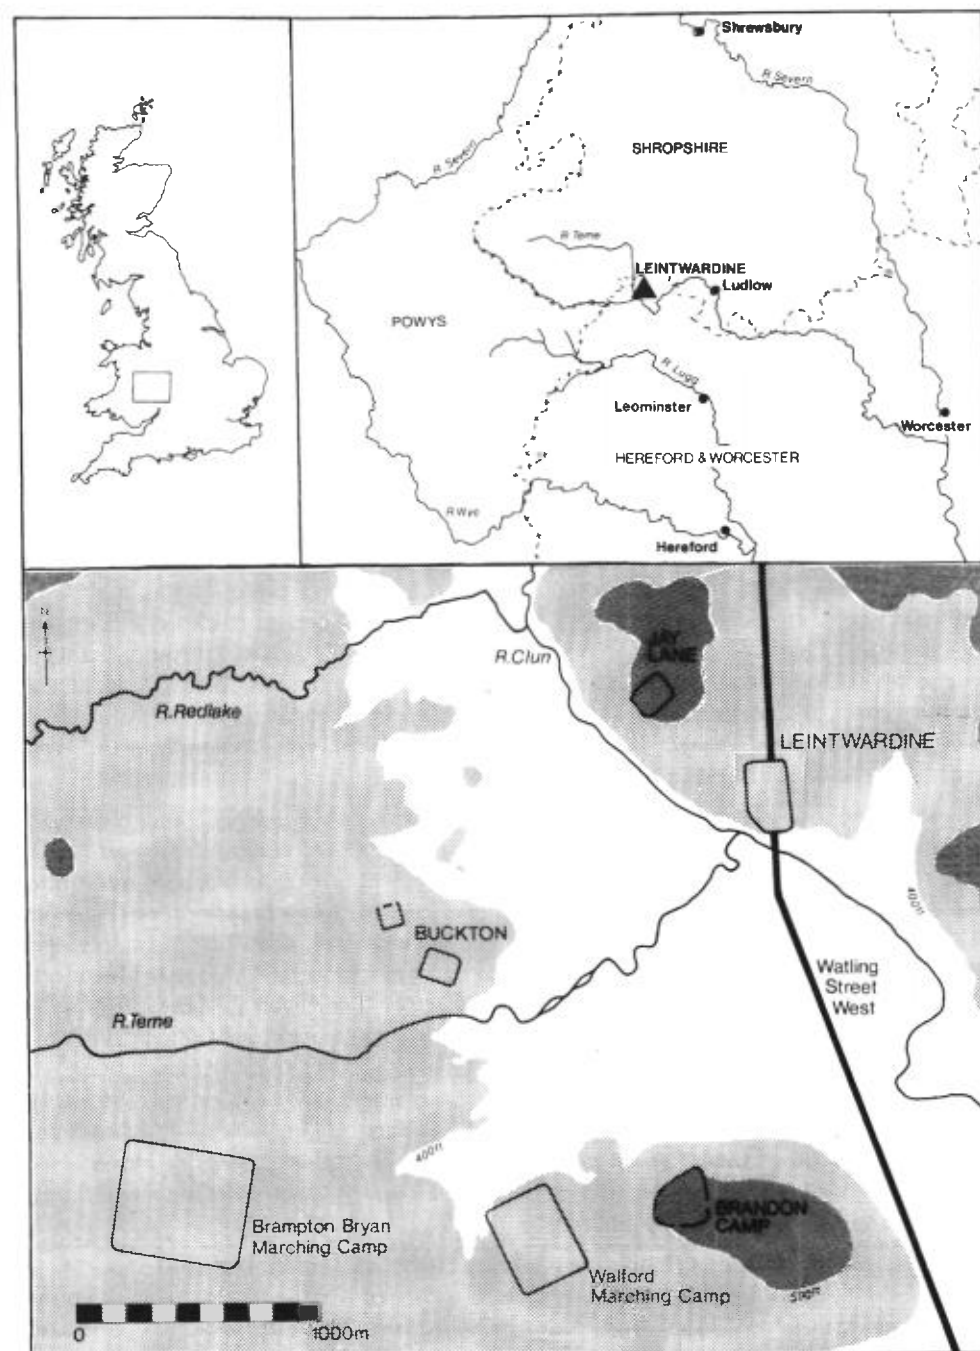 Shrewsbury
R. Severn
R. Severn
SHROPSHIRE
R. Teme
LEINTWARDINE
Ludlow
POWYS
R. Lugg
Leominster
Worcester
HEREFORD & WORCESTER
R. Wye
Hereford
N
JAY
LANE
R.Clun
R.Redlake
LEINTWARDINE
400ft
BUCKTON
Watling
Street
West
R.Teme
400ft
BRANDON
CAMP
Brampton Bryan
Marching Camp
Walford
Marching Camp
500ft
0
1000m